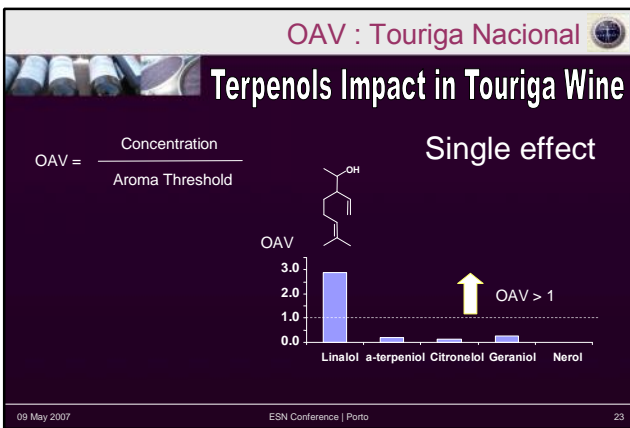 OAV : Touriga Nacional
Terpenols Impact in Touriga Wine
Single effect
OAV =
Concentration
Aroma Threshold
OH
OAV
3.0
2.0
1.0
0.0
OAV > 1
Linalol a-terpeniol Citronelol Geraniol Nerol
09 May 2007 ESN Conference | Porto 23